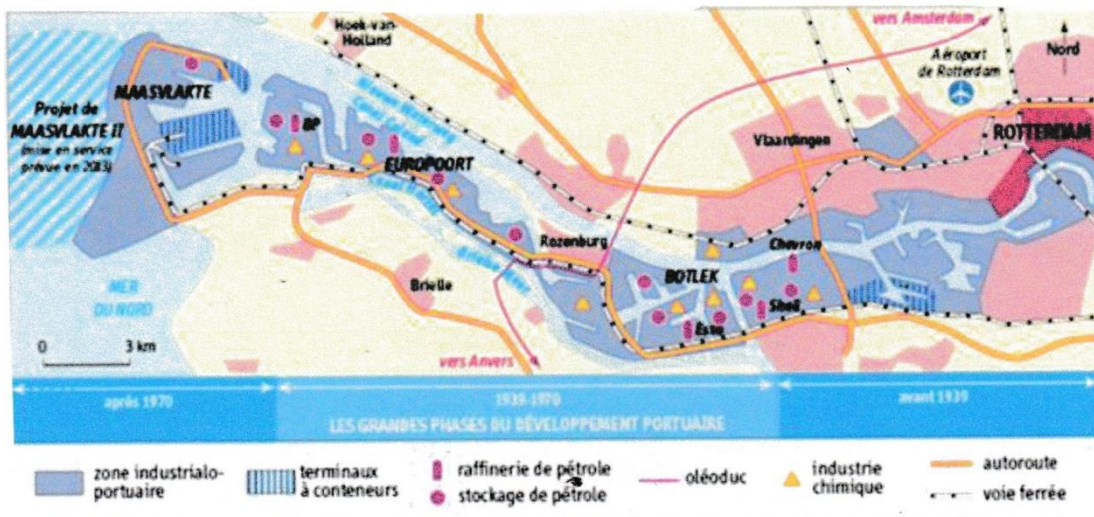 vers Amsterdam
Hoek-van-
Holland
Aéroport
de Rotterdam
Nord
MAASVLAKTE
Projet de
MAASVLAKTE II
(mise en service
prévue en 2013)
BP
Vlaardingen
ROTTERDAM
EUROPOORT
Rozenburg
Chevron
BOTLEK
Brielle
Shell
Esso
MER
DU NORD
0 3 km
vers Anvers
après 1970 1939-1970 avant 1939
LES GRANDES PHASES DU DÉVELOPPEMENT PORTUAIRE
zone industrialo-
portuaire
terminaux
à conteneurs
raffinerie de pétrole
stockage de pétrole
oléoduc
industrie
chimique
autoroute
voie ferrée